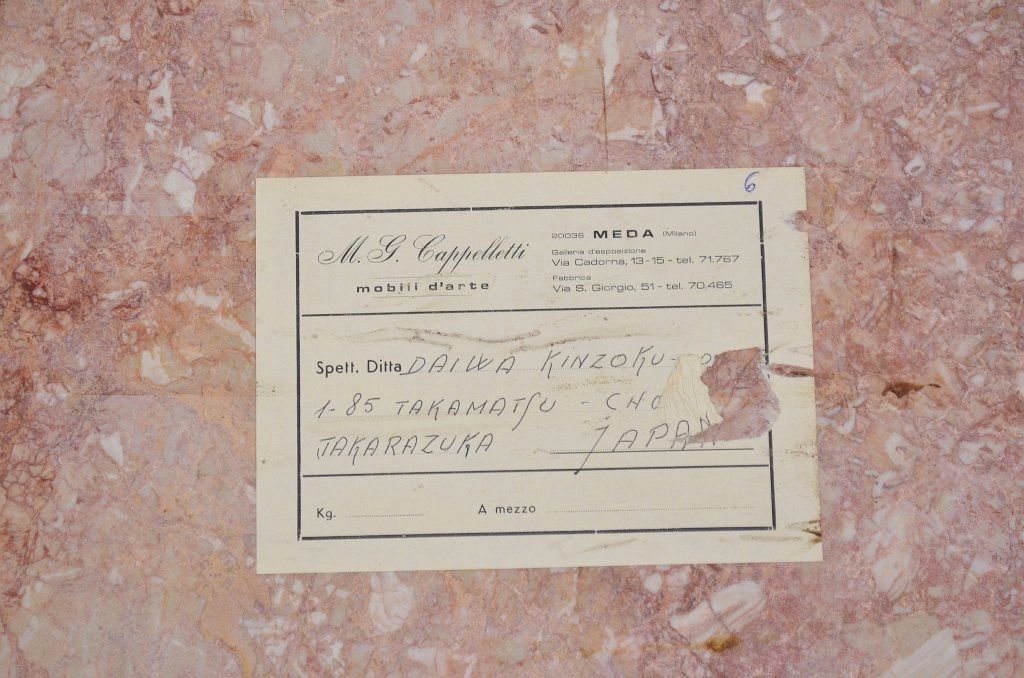 6
M. G. Cappelletti
mobili d'arte
20036 MEDA (Milano)
Galleria d'esposizione
Via Cadorna, 13-15 - tel. 71.767
Fabbrica
Via S. Giorgio, 51 - tel. 70.465
Spett. Ditta DAIWA KINZOKU
1-85 TAKAMATSU - CHO
TAKARAZUKA JAPAN
Kg. A mezzo